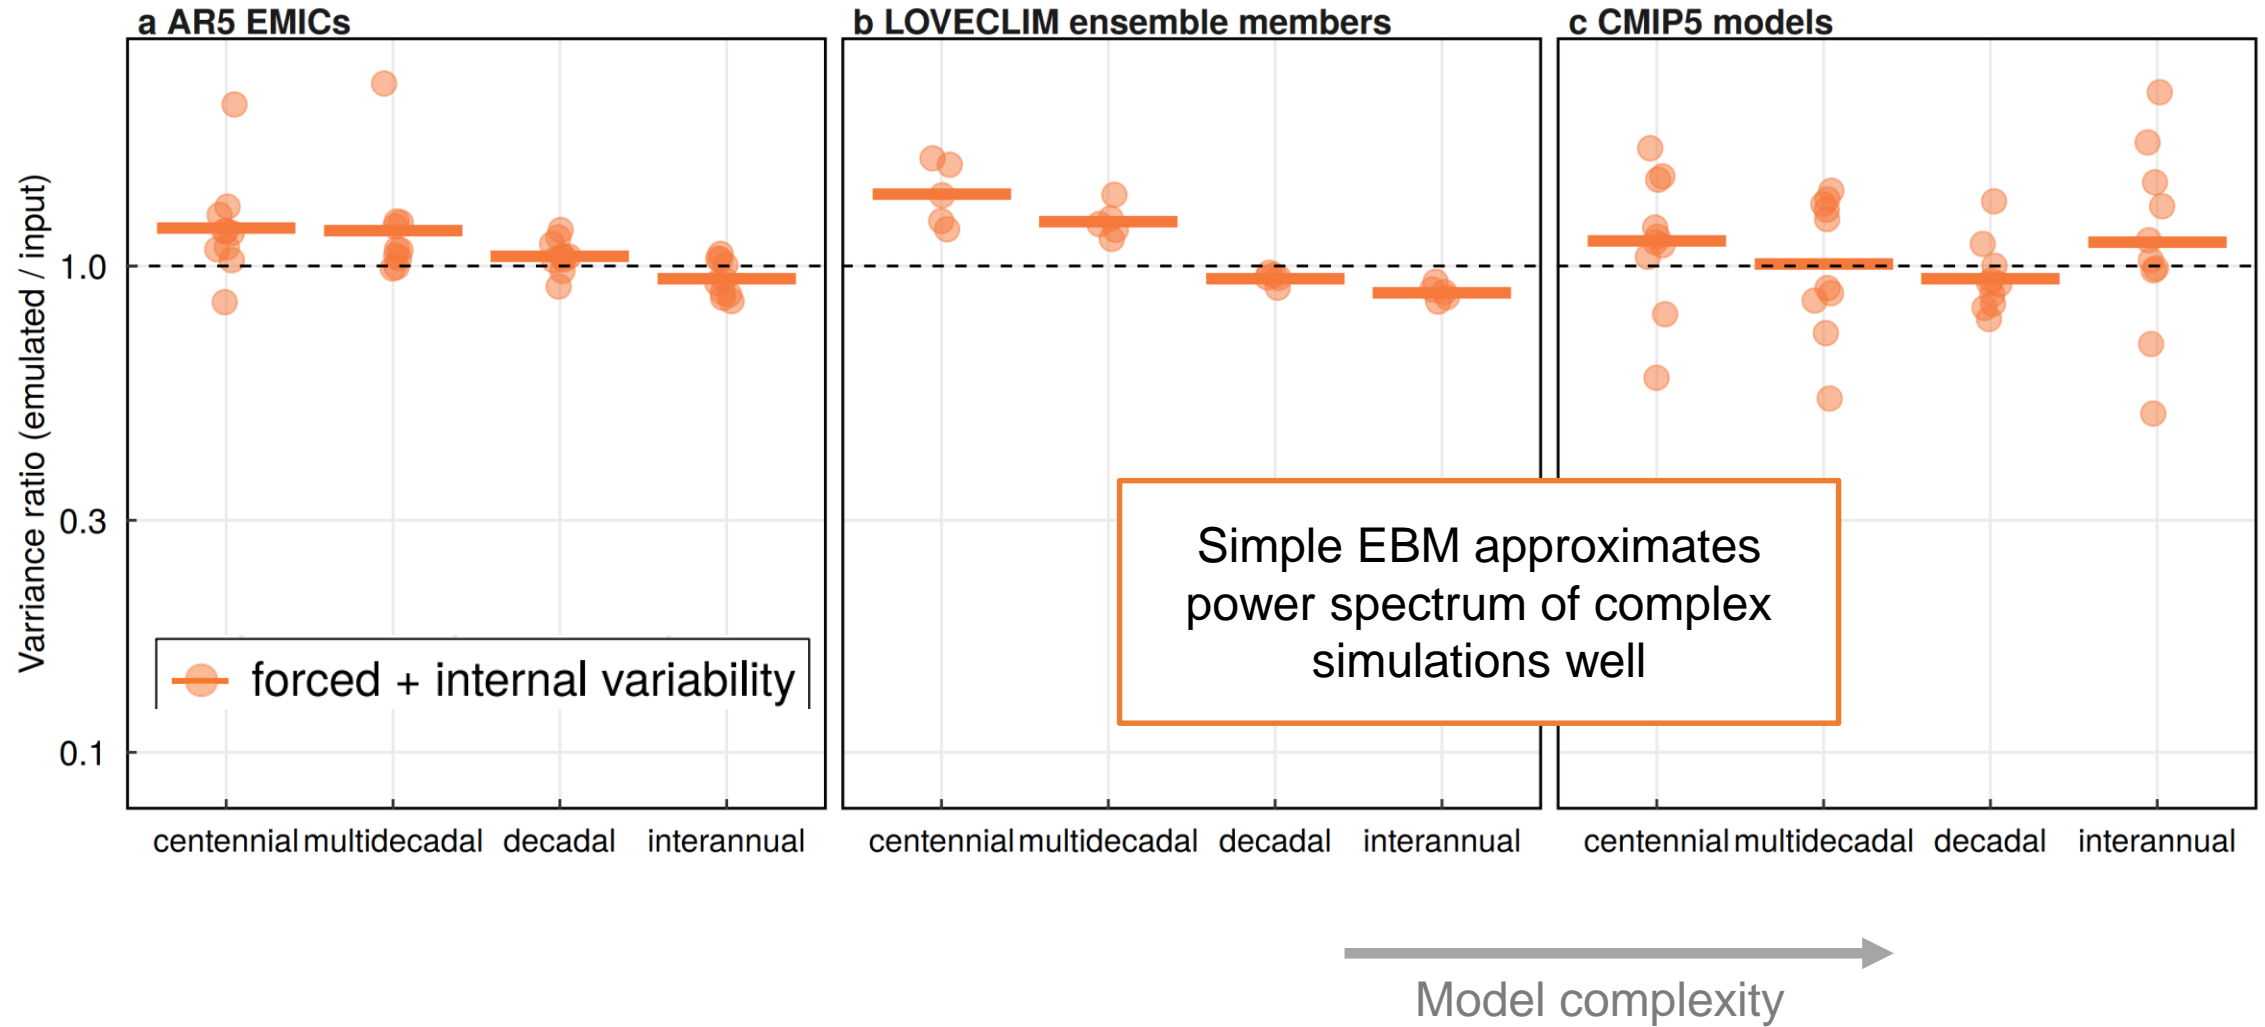 a AR5 EMICs
b LOVECLIM ensemble members
c CMIP5 models
Varriance ratio (emulated / input)
1.0
0.3
0.1
forced + internal variability
Simple EBM approximates
power spectrum of complex
simulations well
centennial multidecadal decadal interannual
centennial multidecadal decadal interannual
centennial multidecadal decadal interannual
Model complexity